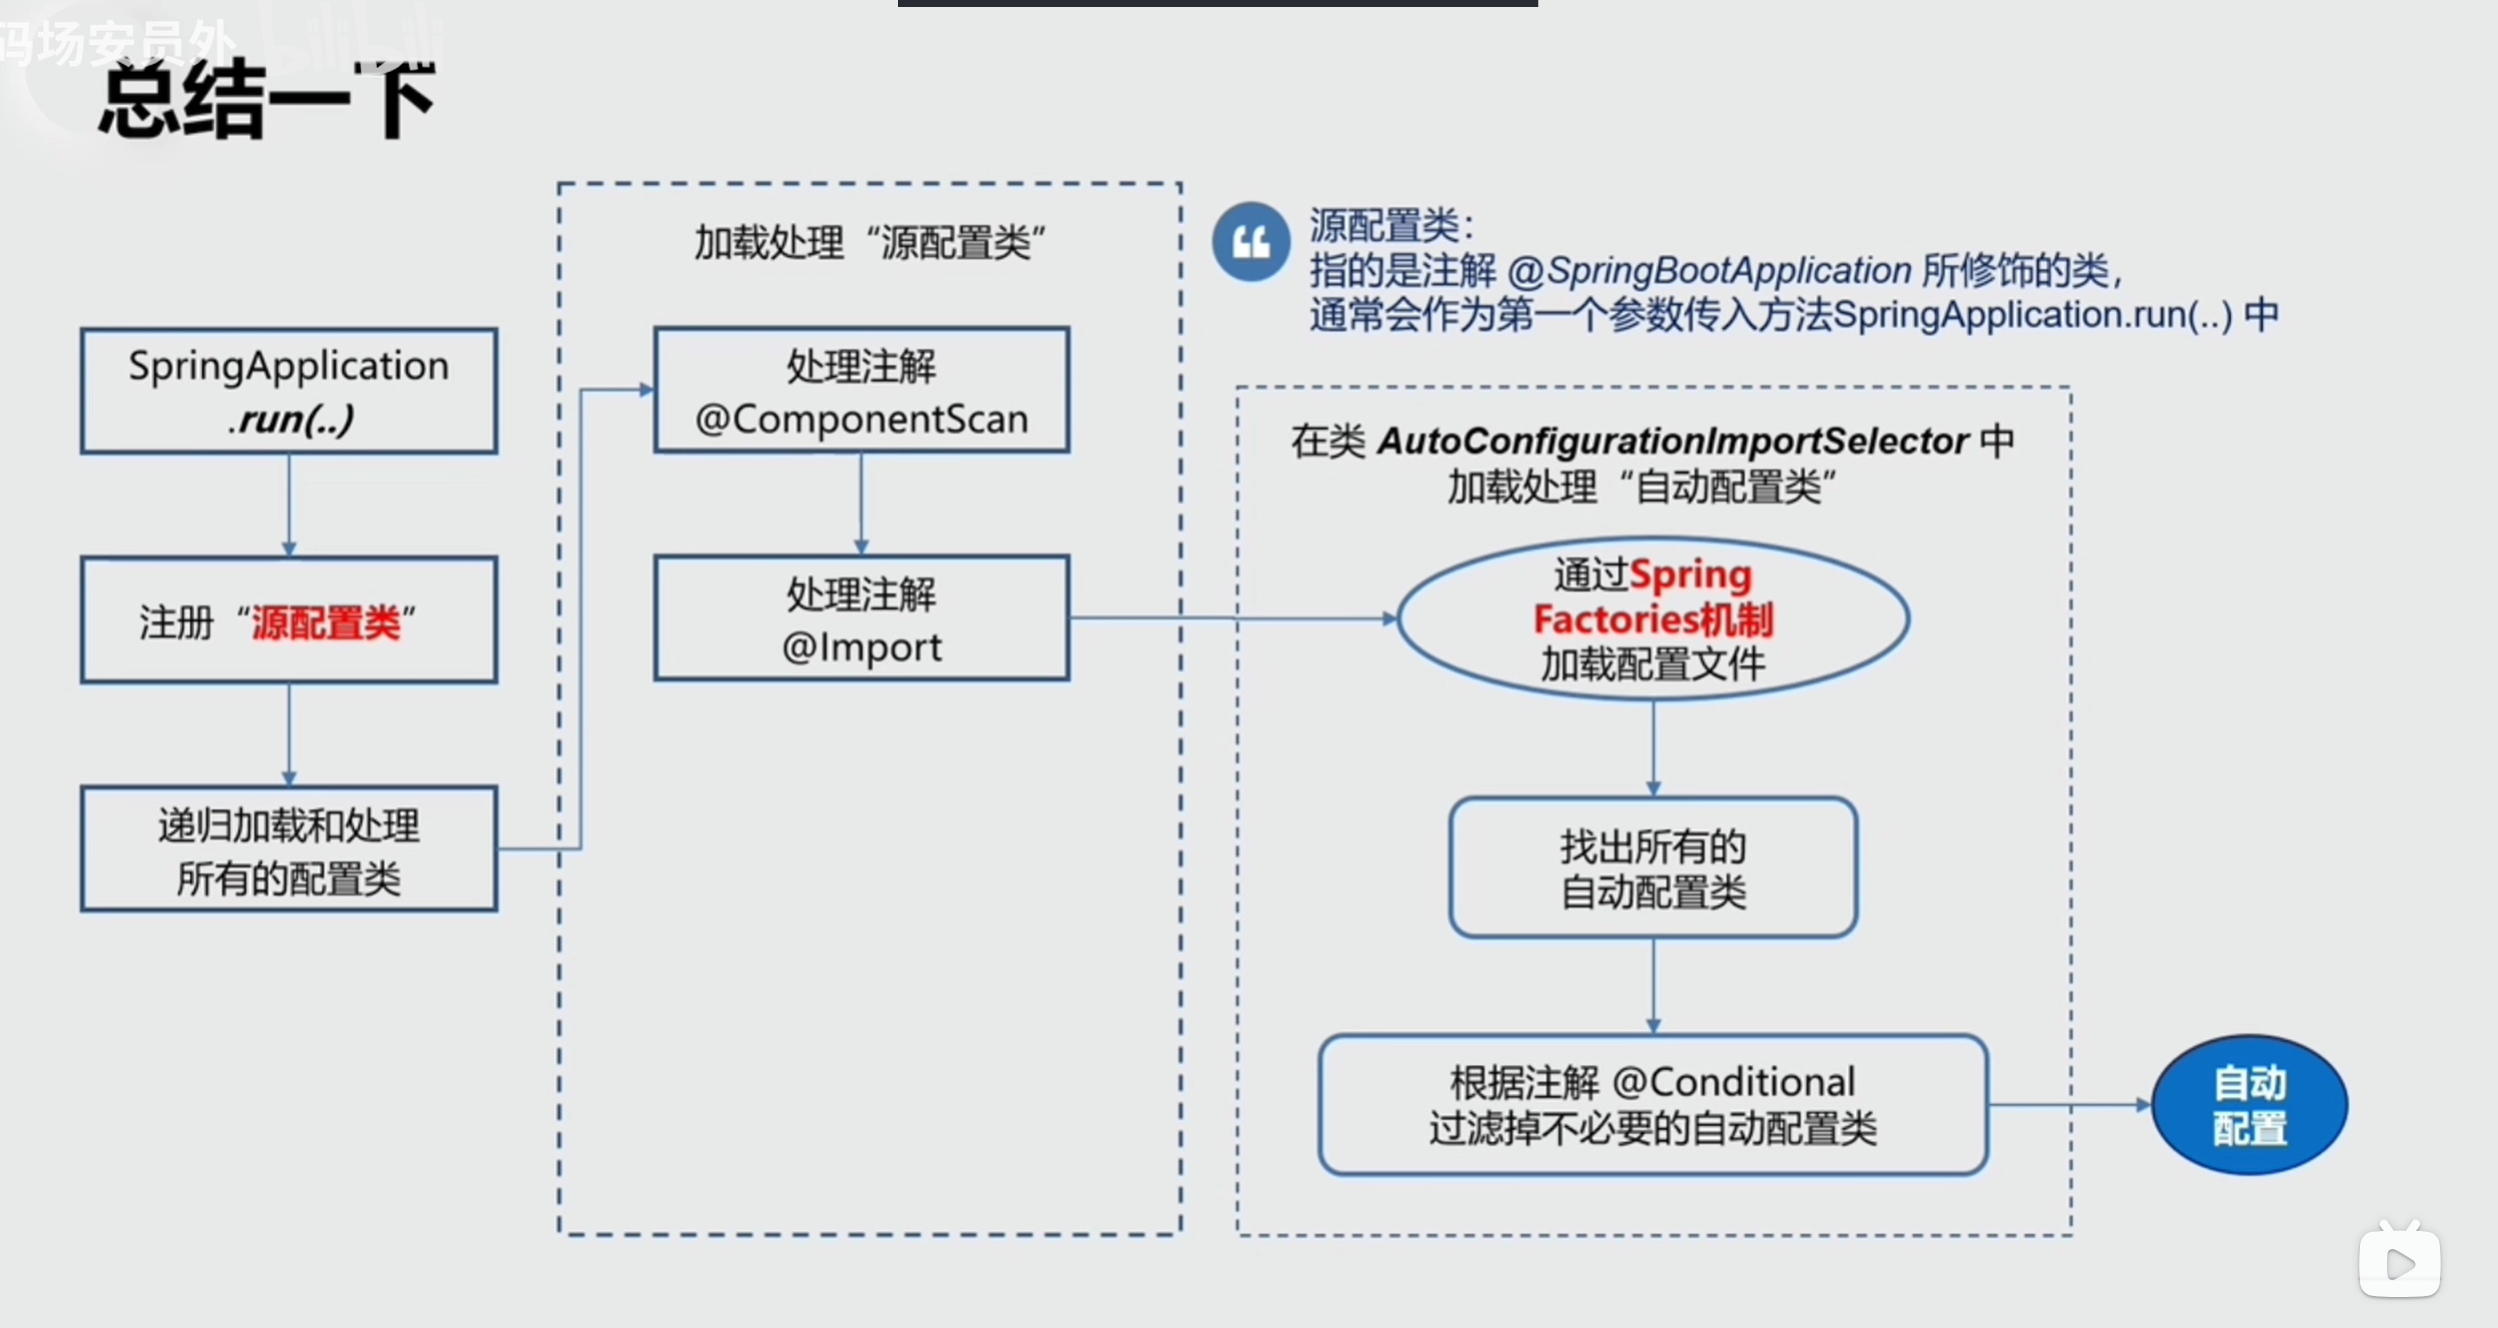 码场安员外 bilibili
总结一下
SpringApplication
.run(..)
注册“源配置类”
递归加载和处理
所有的配置类
加载处理“源配置类”
处理注解
@ComponentScan
处理注解
@Import
源配置类：
指的是注解 @SpringBootApplication 所修饰的类，
通常会作为第一个参数传入方法SpringApplication.run(..) 中
在类 AutoConfigurationImportSelector 中
加载处理“自动配置类”
通过Spring
Factories机制
加载配置文件
找出所有的
自动配置类
根据注解 @Conditional
过滤掉不必要的自动配置类
自动
配置